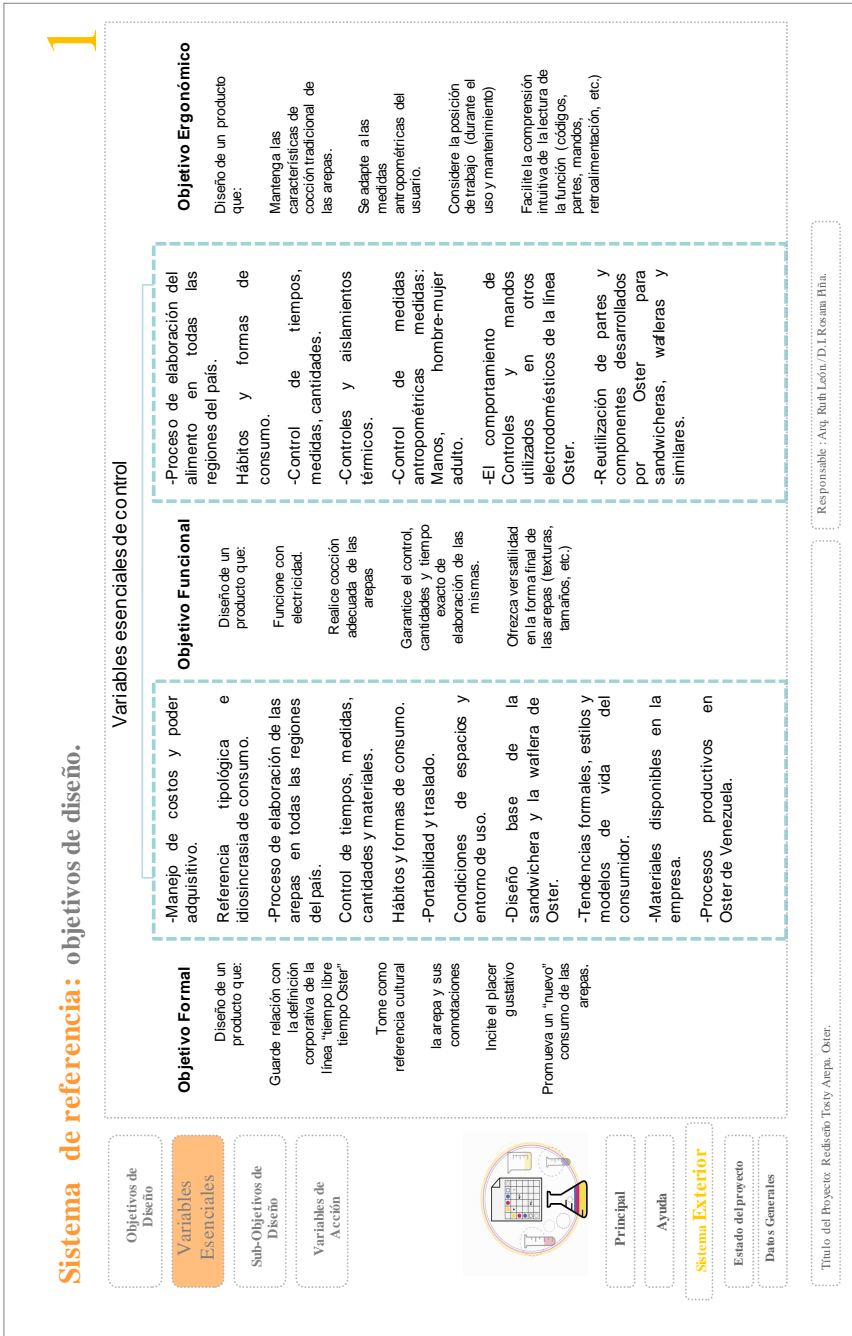 Sistema de referencia: objetivos de diseño.
1
Objetivos de
Diseño
Variables
Esenciales
Sub-Objetivos de
Diseño
Variables de
Acción
Principal
Ayuda
Sistema Exterior
Estado del proyecto
Datos Generales
Variables esenciales de control
Objetivo Formal
Diseño de un
producto que:
Guarde relación con
la definición
corporativa de la
línea “tiempo libre
tiempo Oster”
Tome como
referencia cultural
la arepa y sus
connotaciones
Incite el placer
gustativo
Promueva un “nuevo”
consumo de las
arepas.
-Manejo de costos y poder
adquisitivo.
Referencia tipológica e
idiosincrasia de consumo.
-Proceso de elaboración de las
arepas en todas las regiones
del país.
Control de tiempos, medidas,
cantidades y materiales.
Hábitos y formas de consumo.
-Portabilidad y traslado.
Condiciones de espacios y
entorno de uso.
-Diseño base de la
sandwichera y la waflera de
Oster.
-Tendencias formales, estilos y
modelos de vida del
consumidor.
-Materiales disponibles en la
empresa.
-Procesos productivos en
Oster de Venezuela.
Objetivo Funcional
Diseño de un
producto que:
Funcione con
electricidad.
Realice cocción
adecuada de las
arepas
Garantice el control,
cantidades y tiempo
exacto de
elaboración de las
mismas.
Ofrezca versatilidad
en la forma final de
las arepas (texturas,
tamaños, etc.)
-Proceso de elaboración del
alimento en todas las
regiones del país.
Hábitos y formas de
consumo.
-Control de tiempos,
medidas, cantidades.
-Controles y aislamientos
térmicos.
-Control de medidas
antropométricas medidas:
Manos, hombre-mujer
adulto.
-El comportamiento de
Controles y mandos
utilizados en otros
electrodomésticos de la línea
Oster.
-Reutilización de partes y
componentes desarrollados
por Oster para
sandwicheras, wafleras y
similares.
Objetivo Ergonómico
Diseño de un producto
que:
Mantenga las
características de
cocción tradicional de
las arepas.
Se adapte a las
medidas
antropométricas del
usuario.
Considere la posición
de trabajo (durante el
uso y mantenimiento)
Facilite la comprensión
intuitiva de la lectura de
la función (códigos,
partes, mandos,
retroalimentación, etc.)
Título del Proyecto: Rediseño Tosty Arepa. Oster.
Responsable : Arq. Ruth León./ D.I. Rosana Piña.